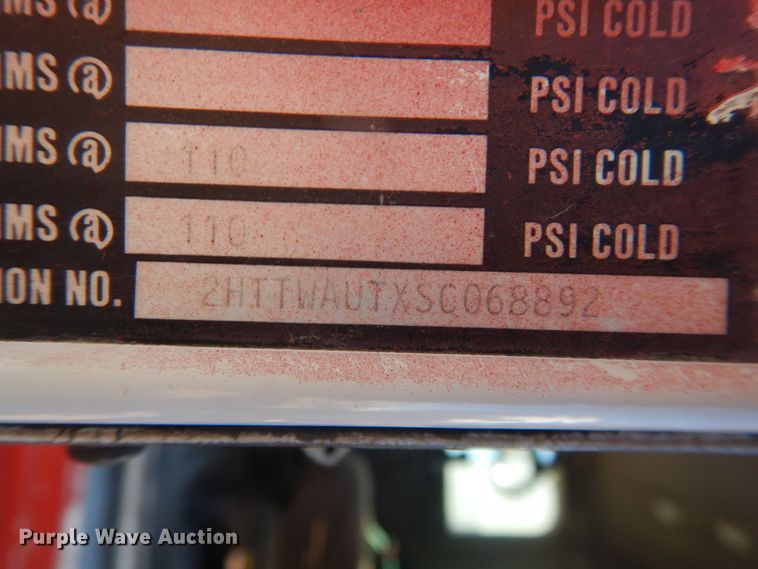 IMS @ PSI COLD
IMS @ PSI COLD
IMS @ 110 PSI COLD
IMS @ 110 PSI COLD
ION NO. 2HTTWAUTXSC068892
Purple Wave Auction